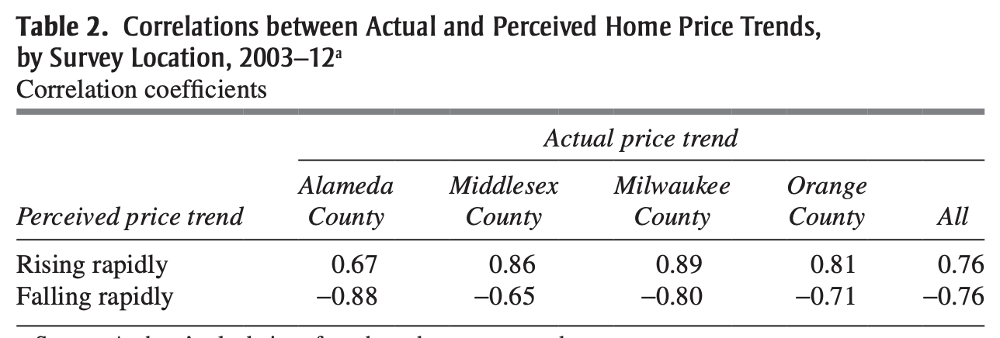 Table 2. Correlations between Actual and Perceived Home Price Trends,
by Survey Location, 2003–12ª
Correlation coefficients
Actual price trend
Alameda Middlesex Milwaukee Orange
Perceived price trend County County County County All
Rising rapidly 0.67 0.86 0.89 0.81 0.76
Falling rapidly –0.88 –0.65 –0.80 –0.71 –0.76